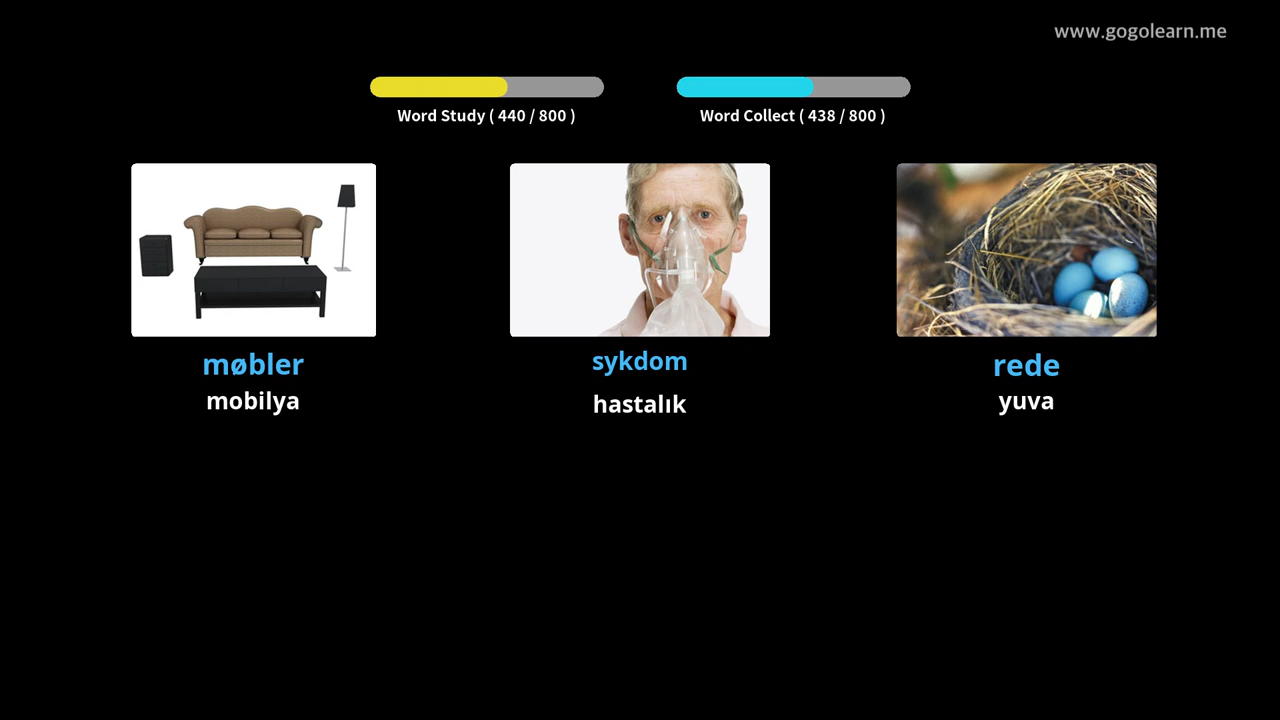 www.gogolearn.me
Word Study ( 440 / 800 )
Word Collect ( 438 / 800 )
møbler
mobilya
sykdom
hastalık
rede
yuva